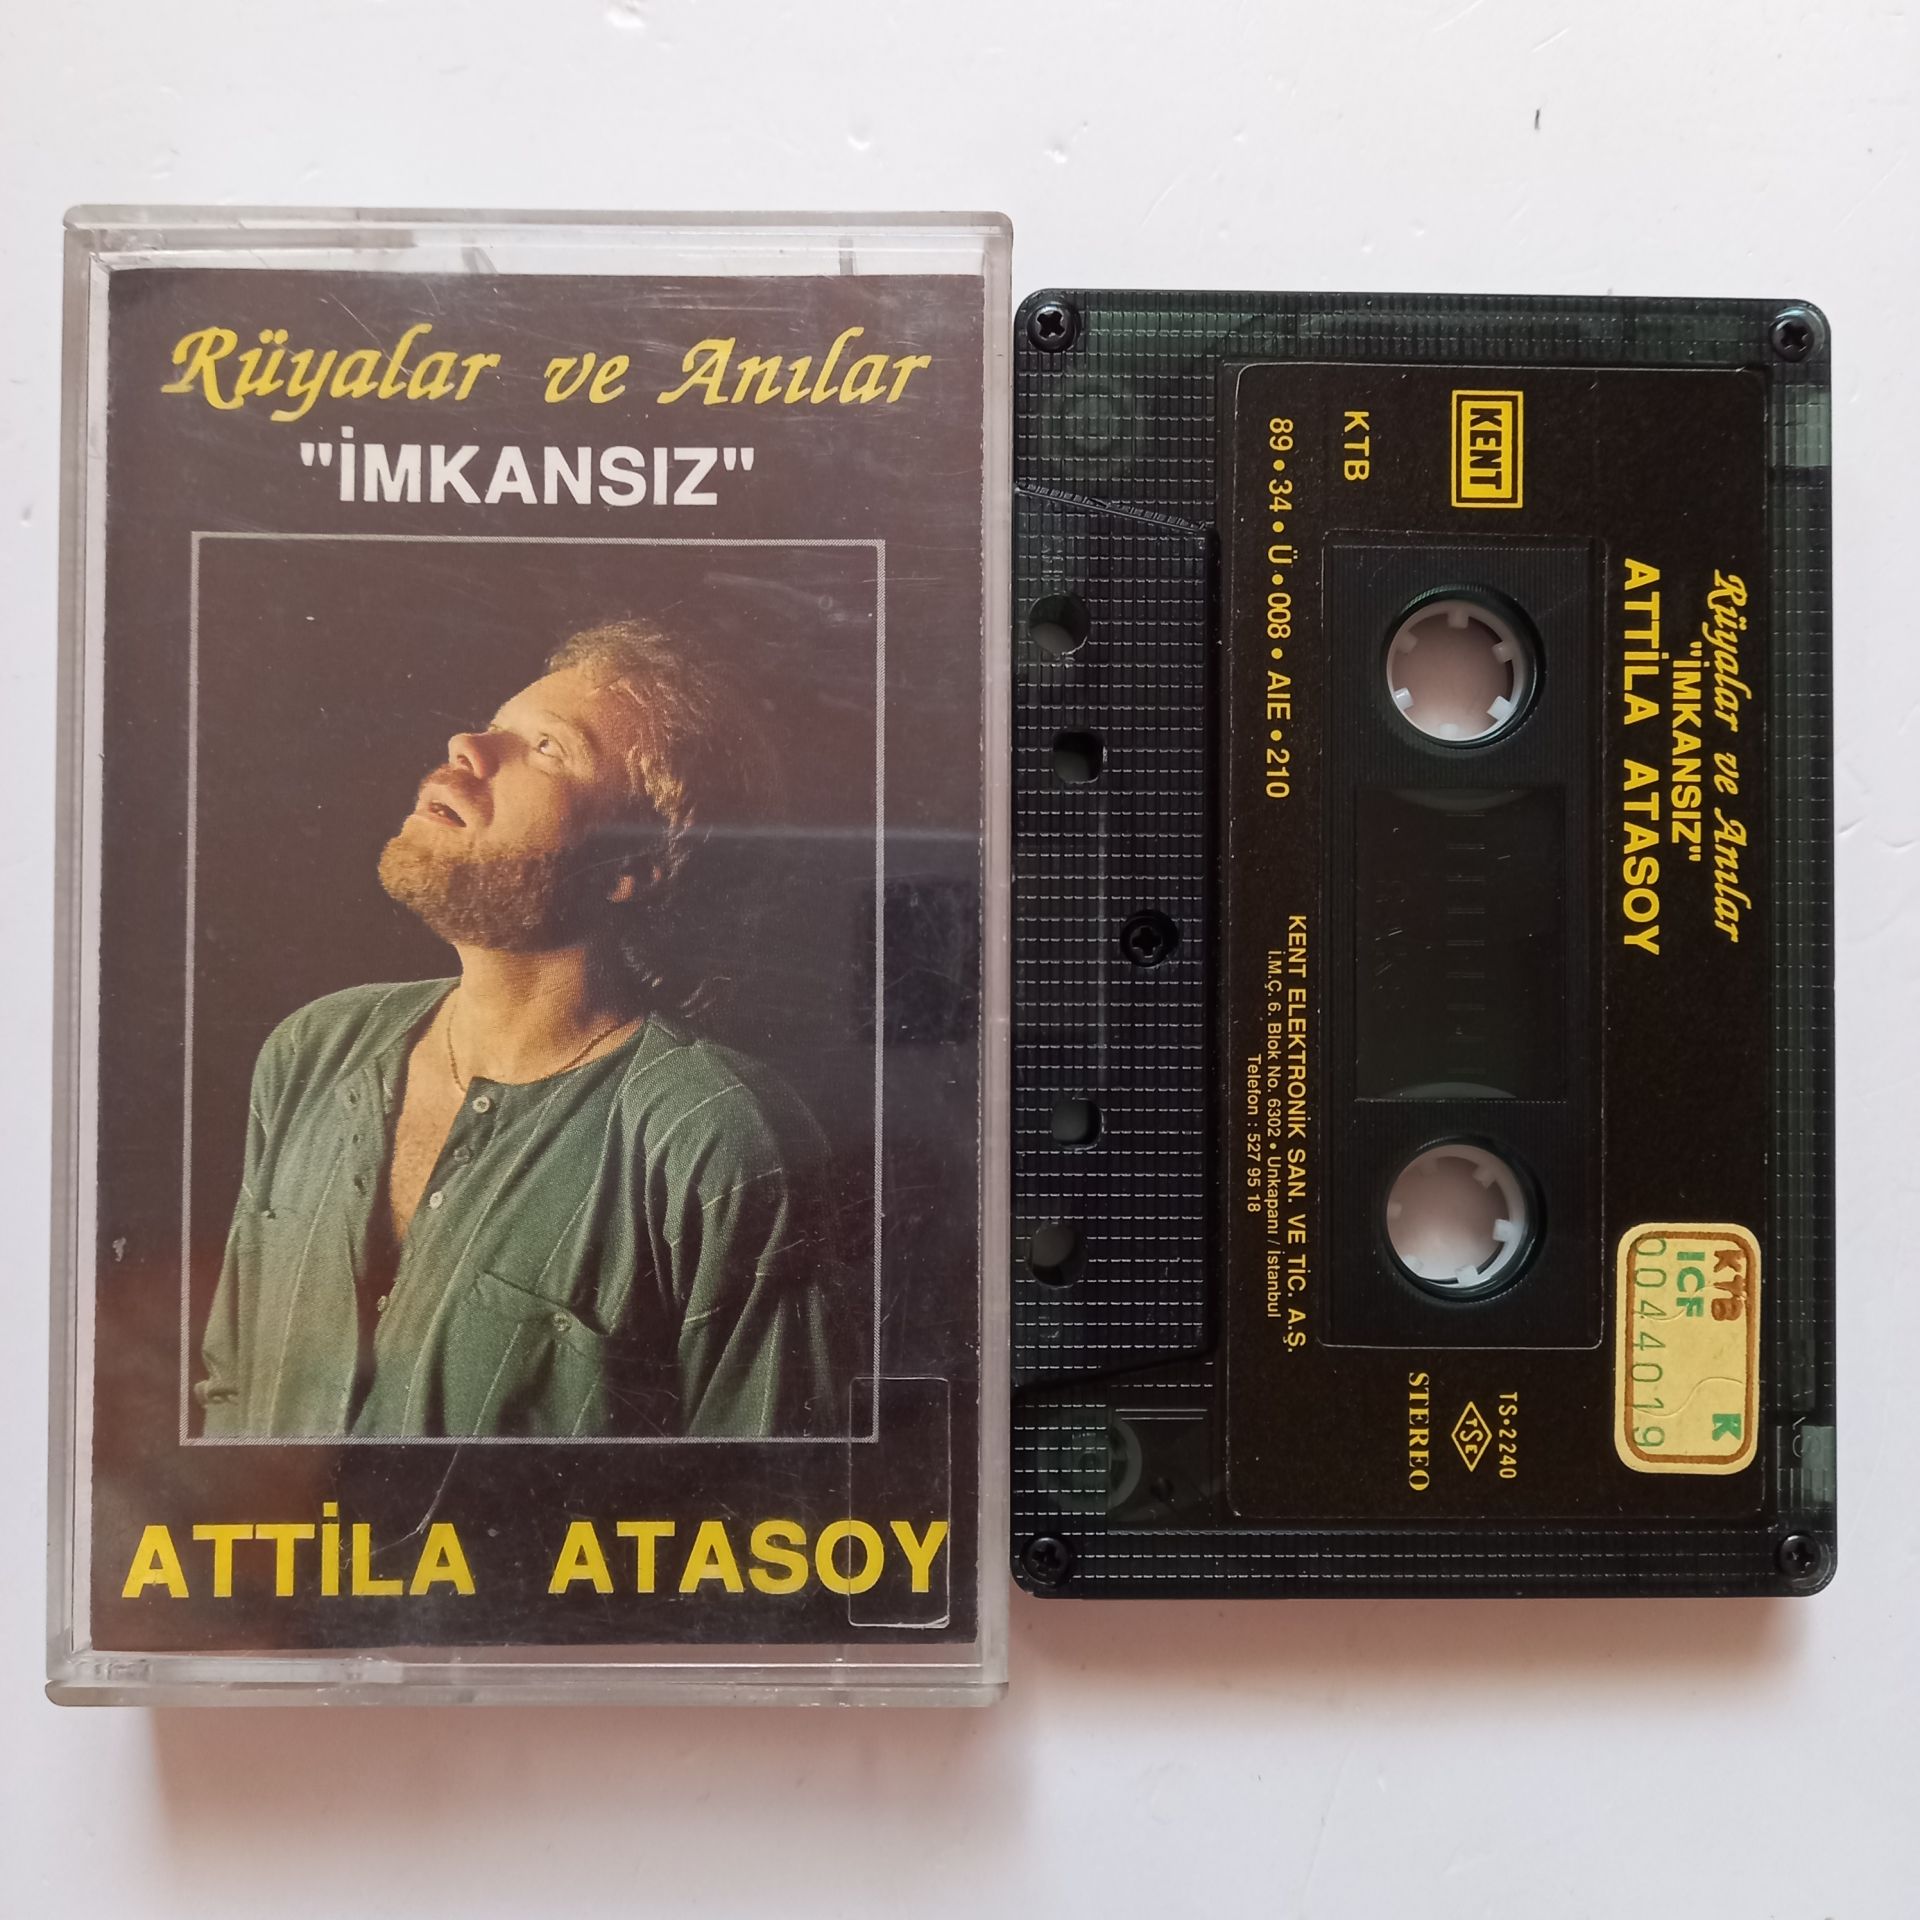 Rüyalar ve Anılar
"İMKANSIZ"
ATTİLA ATASOY
Rüyalar ve Anılar
"İMKANSIZ"
ATTİLA ATASOY
KENT
KTB
89 • 34 • Ü • 008 • AIE • 210
KENT ELEKTRONİK SAN. VE TİC. A.Ş.
İ.M.Ç. 6. Blok No. 6302 • Unkapanı / İstanbul
Telefon : 527 95 18
TS•2240
TSE
STEREO
KTB K
ICF
0044019